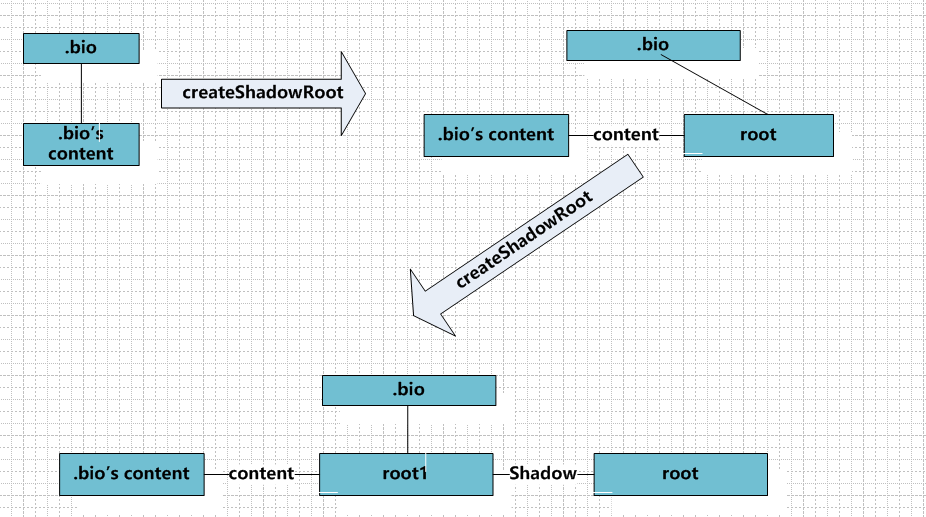 .bio
.bio
createShadowRoot
.bio's
content
.bio's content
content
root
createShadowRoot
.bio
.bio's content
content
root1
Shadow
root